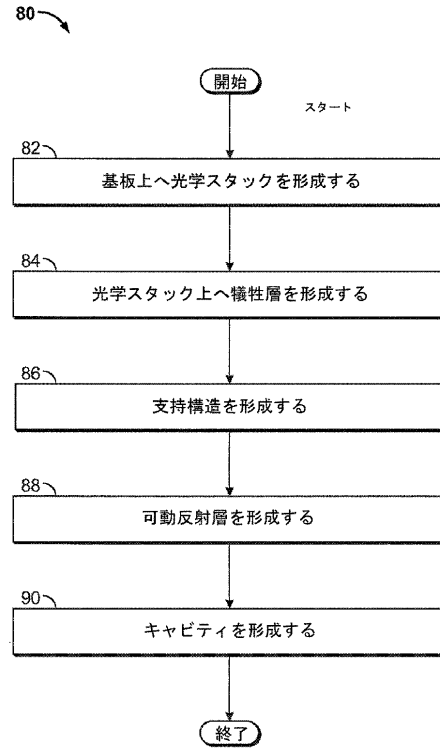 80
開始
スタート
82
基板上へ光学スタックを形成する
84
光学スタック上へ犠牲層を形成する
86
支持構造を形成する
88
可動反射層を形成する
90
キャビティを形成する
終了